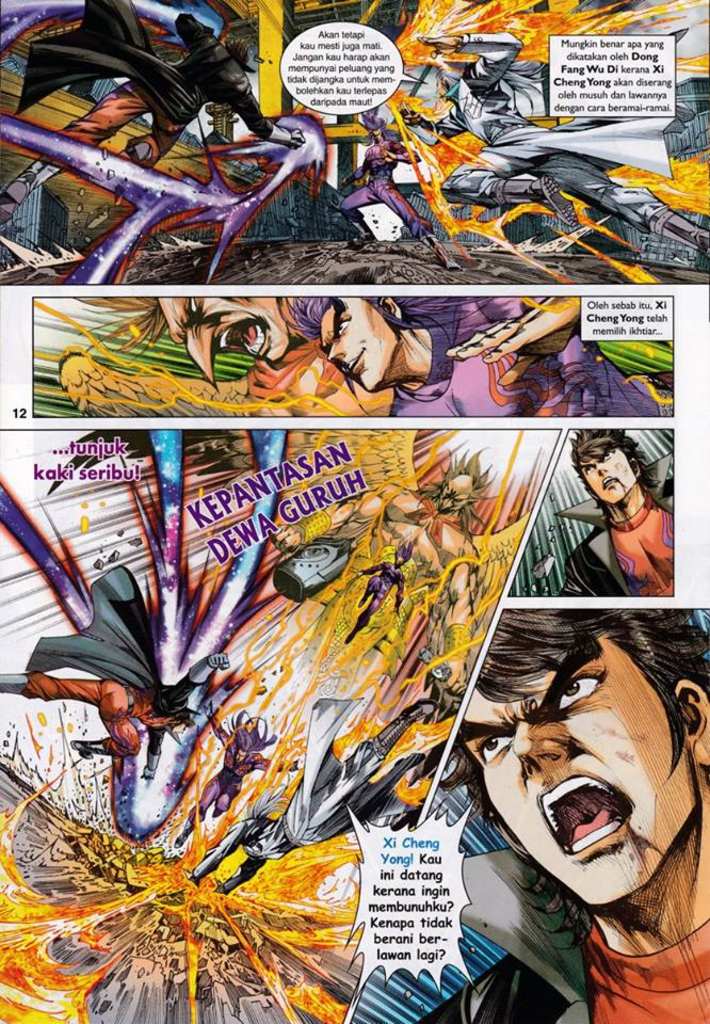 Akan tetapi
kau mesti juga mati.
Jangan kau harap akan
mempunyai peluang yang
tidak dijangka untuk mem-
bolehkan kau terlepas
daripada maut!
Mungkin benar apa yang
dikatakan oleh Dong
Fang Wu Di kerana Xi
Cheng Yong akan diserang
oleh musuh dan lawannya
dengan cara beramai-ramai.
Oleh sebab itu, Xi
Cheng Yong telah
memilih ikhtiar...
12
...tunjuk
kaki seribu!
KEPANTASAN
DEWA GURUH
Xi Cheng
Yong! Kau
ini datang
kerana ingin
membunuhku?
Kenapa tidak
berani ber-
lawan lagi?